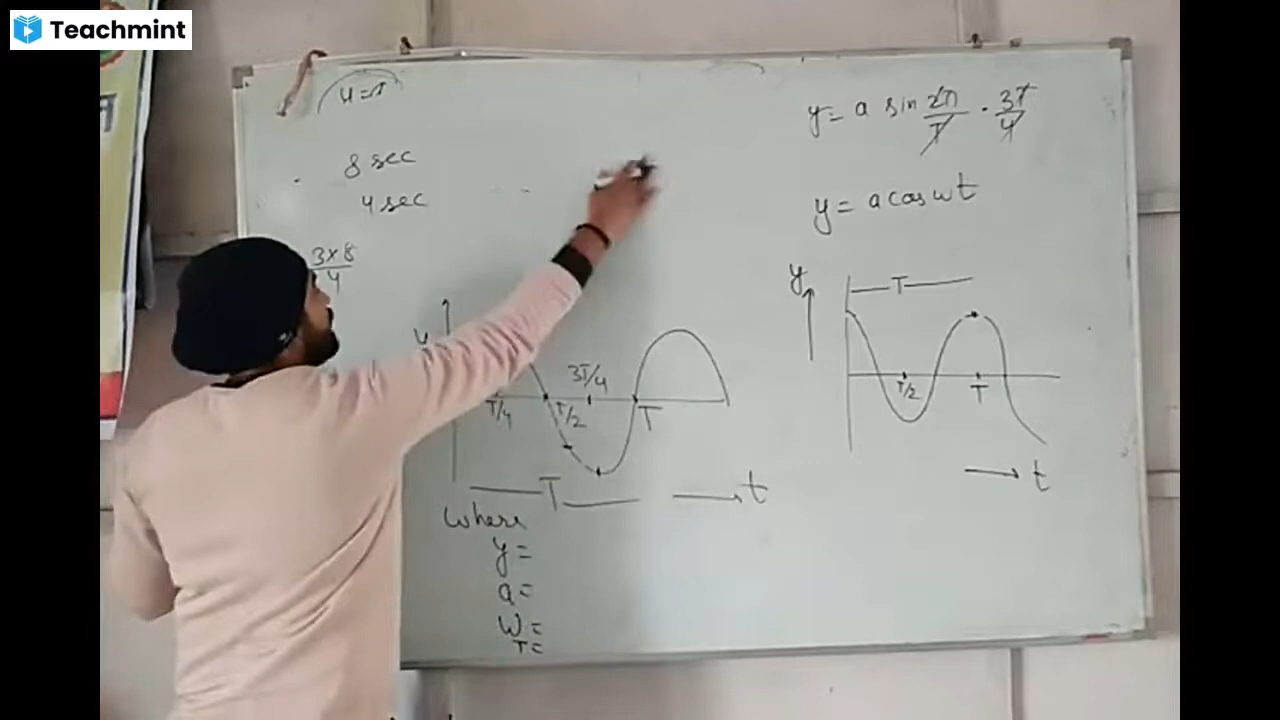 Teachmint
8 sec
4 sec
3×8
4
y = a sin 2π/T · 3T/4
y = a cos wt
y
T
T/2
T
t
y
T/4
T/2
3T/4
T
T
t
where
y =
a =
W =
T =